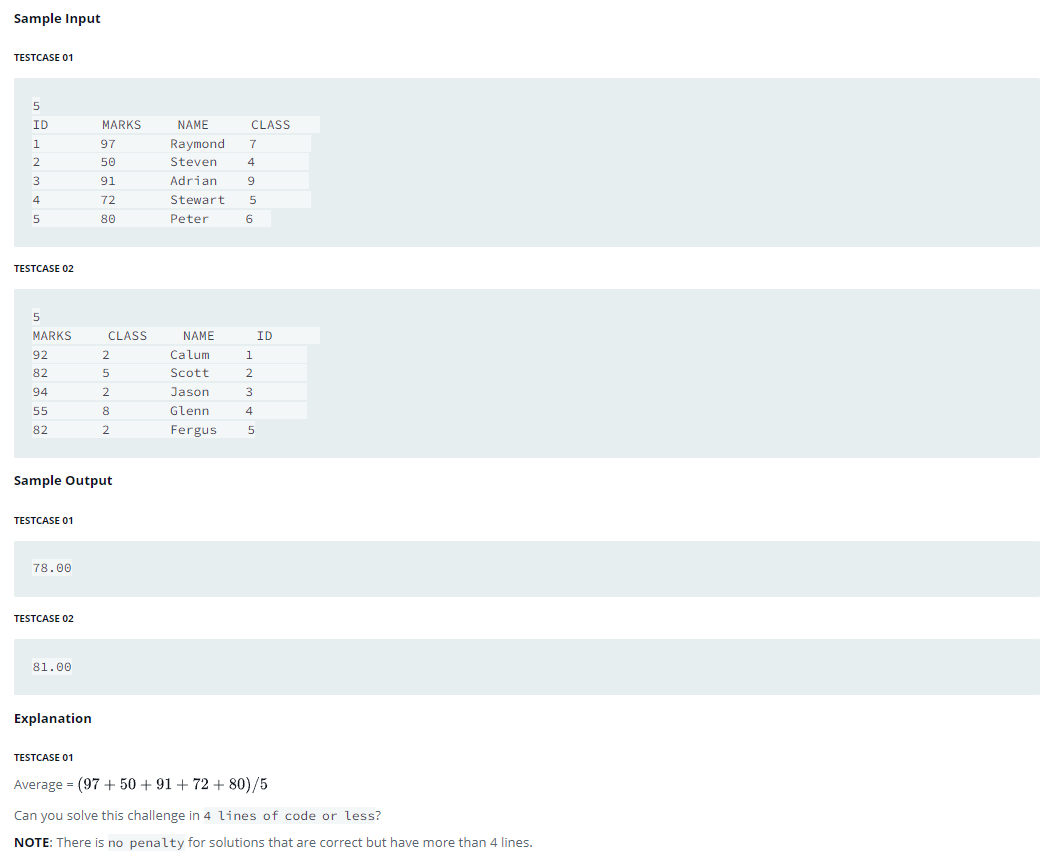 Sample Input
TESTCASE 01
5
ID MARKS NAME CLASS
1 97 Raymond 7
2 50 Steven 4
3 91 Adrian 9
4 72 Stewart 5
5 80 Peter 6
TESTCASE 02
5
MARKS CLASS NAME ID
92 2 Calum 1
82 5 Scott 2
94 2 Jason 3
55 8 Glenn 4
82 2 Fergus 5
Sample Output
TESTCASE 01
78.00
TESTCASE 02
81.00
Explanation
TESTCASE 01
Average = (97 + 50 + 91 + 72 + 80)/5
Can you solve this challenge in 4 lines of code or less?
NOTE: There is no penalty for solutions that are correct but have more than 4 lines.